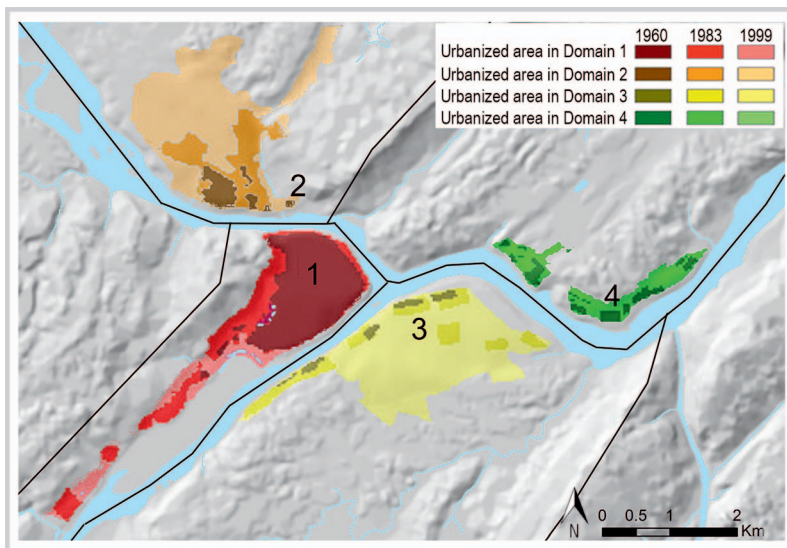 1960 1983 1999
Urbanized area in Domain 1
Urbanized area in Domain 2
Urbanized area in Domain 3
Urbanized area in Domain 4
2
1
4
3
N
0 0.5 1 2
Km